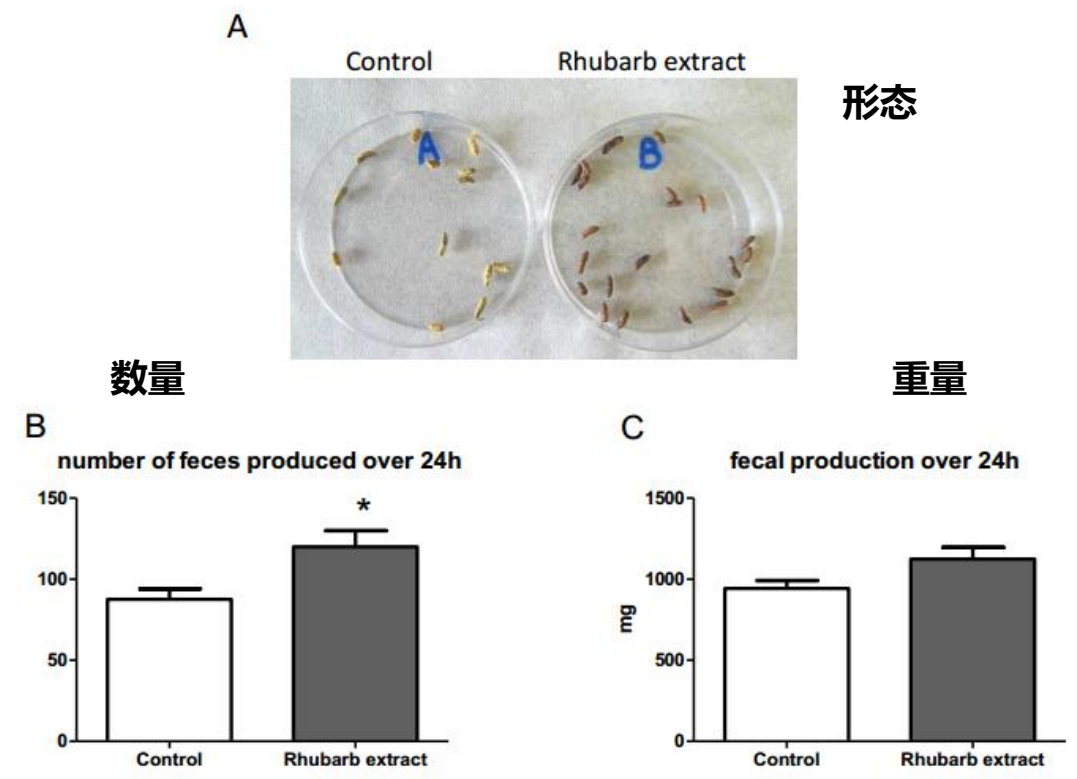 A
Control
Rhubarb extract
形态
A
B
数量
重量
B
number of feces produced over 24h
150
100
50
0
*
Control
Rhubarb extract
C
fecal production over 24h
mg
1500
1000
500
0
Control
Rhubarb extract